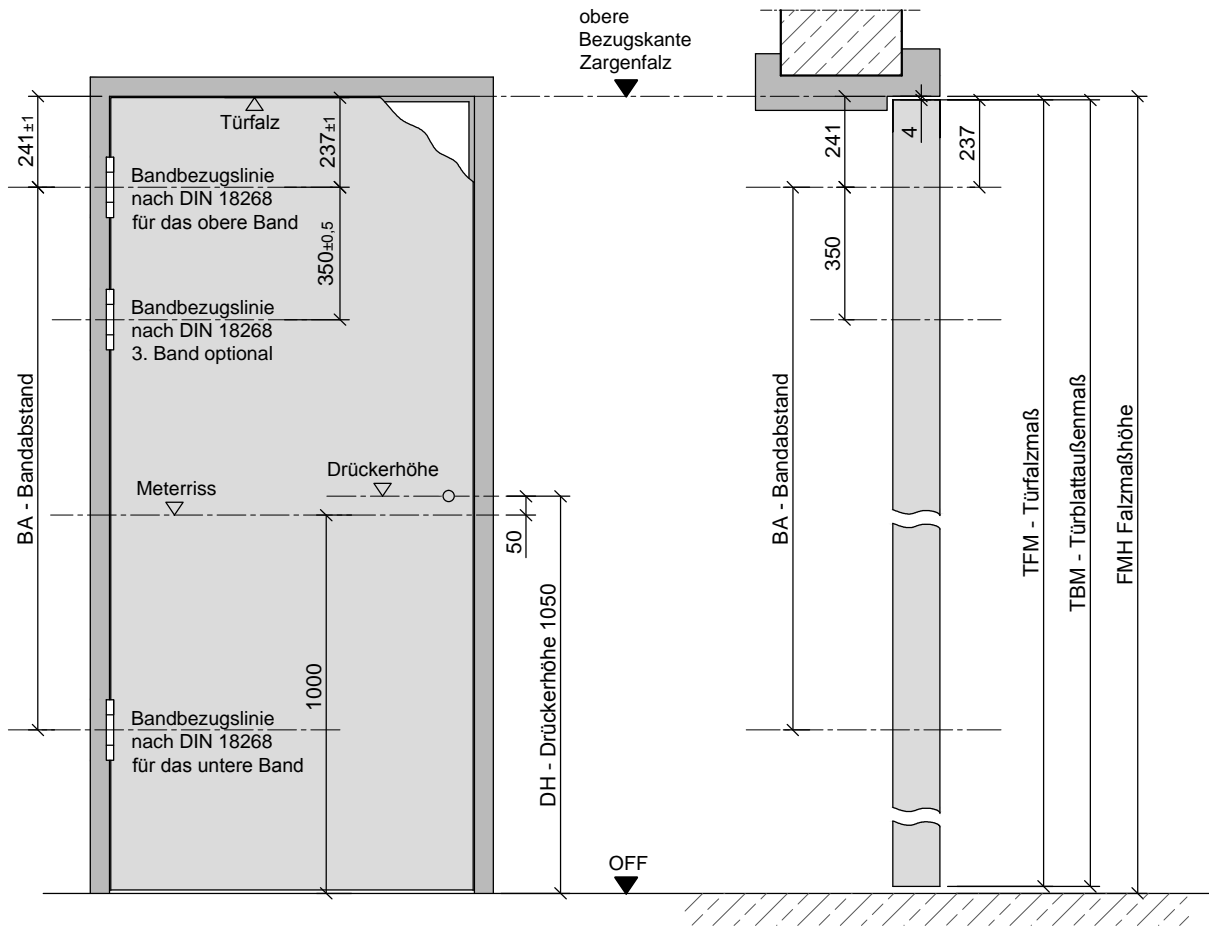 obere
Bezugskante
Zargenfalz
Türfalz
241±1
237±1
Bandbezugslinie
nach DIN 18268
für das obere Band
350±0,5
Bandbezugslinie
nach DIN 18268
3. Band optional
BA - Bandabstand
Meterriss
Drückerhöhe
50
1000
DH - Drückerhöhe 1050
Bandbezugslinie
nach DIN 18268
für das untere Band
OFF
241
4
237
350
BA - Bandabstand
TFM - Türfalzmaß
TBM - Türblattaußenmaß
FMH Falzmaßhöhe